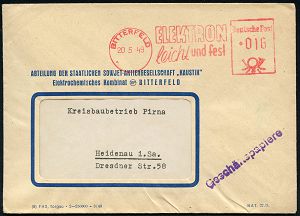 BITTERFELD
20.5.49
ELEKTRON
leicht und fest
Deutsche Post
016
ABTEILUNG DER STAATLICHEN SOWJET-AKTIENGESELLSCHAFT „KAUSTIK"
Elektrochemisches Kombinat BITTERFELD
Kreisbaubetrieb Pirna
Heidenau i.Sa.
Dresdner Str.58
Geschäftspapiere